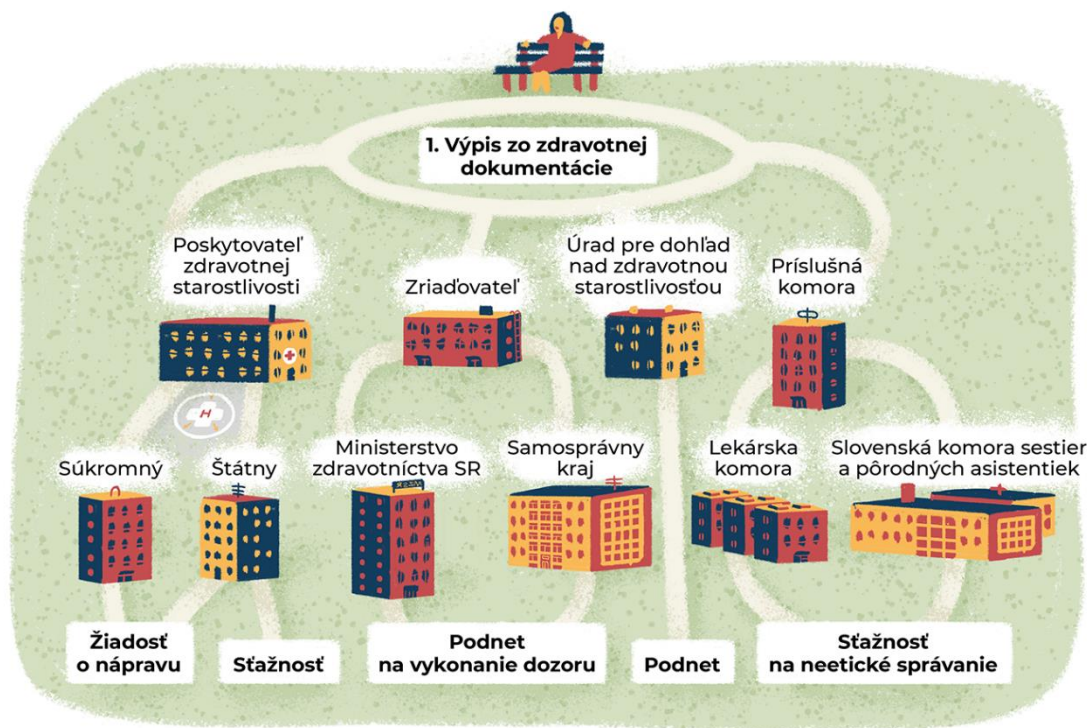 1. Výpis zo zdravotnej
dokumentácie
Poskytovateľ
zdravotnej
starostlivosti
Zriaďovateľ
Úrad pre dohľad
nad zdravotnou
starostlivosťou
Príslušná
komora
H
Súkromný
Štátny
Ministerstvo
zdravotníctva SR
Samosprávny
kraj
Lekárska
komora
Slovenská komora sestier
a pôrodných asistentiek
Žiadosť
o nápravu
Sťažnosť
Podnet
na vykonanie dozoru
Podnet
Sťažnosť
na neetické správanie